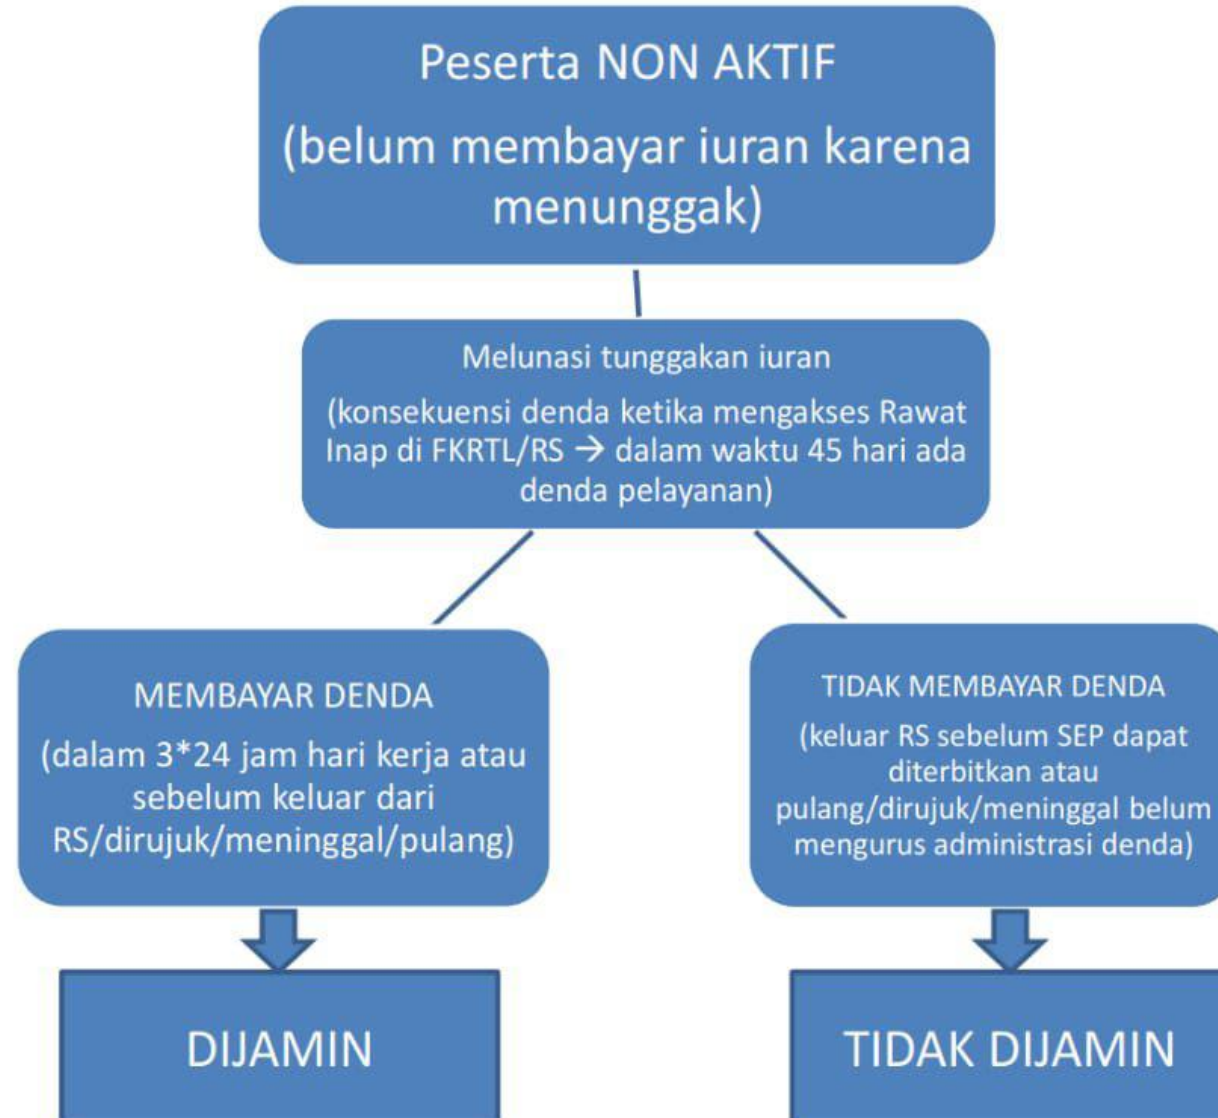 Peserta NON AKTIF
(belum membayar iuran karena
menunggak)
Melunasi tunggakan iuran
(konsekuensi denda ketika mengakses Rawat
Inap di FKRTL/RS → dalam waktu 45 hari ada
denda pelayanan)
MEMBAYAR DENDA
(dalam 3*24 jam hari kerja atau
sebelum keluar dari
RS/dirujuk/meninggal/pulang)
TIDAK MEMBAYAR DENDA
(keluar RS sebelum SEP dapat
diterbitkan atau
pulang/dirujuk/meninggal belum
mengurus administrasi denda)
DIJAMIN
TIDAK DIJAMIN